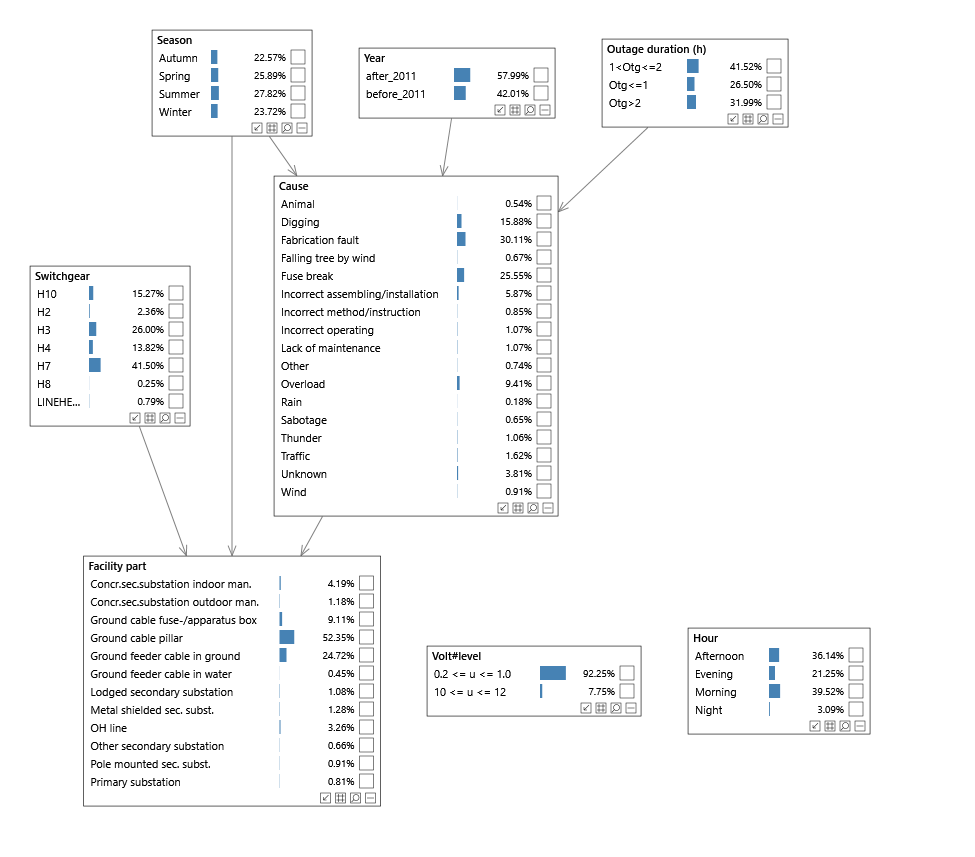 Season
Autumn 22.57%
Spring 25.89%
Summer 27.82%
Winter 23.72%
Year
after_2011 57.99%
before_2011 42.01%
Outage duration (h)
1<Otg<=2 41.52%
Otg<=1 26.50%
Otg>2 31.99%
Cause
Animal 0.54%
Digging 15.88%
Fabrication fault 30.11%
Falling tree by wind 0.67%
Fuse break 25.55%
Incorrect assembling/installation 5.87%
Incorrect method/instruction 0.85%
Incorrect operating 1.07%
Lack of maintenance 1.07%
Other 0.74%
Overload 9.41%
Rain 0.18%
Sabotage 0.65%
Thunder 1.06%
Traffic 1.62%
Unknown 3.81%
Wind 0.91%
Switchgear
H10 15.27%
H2 2.36%
H3 26.00%
H4 13.82%
H7 41.50%
H8 0.25%
LINEHE... 0.79%
Facility part
Concr.sec.substation indoor man. 4.19%
Concr.sec.substation outdoor man. 1.18%
Ground cable fuse-/apparatus box 9.11%
Ground cable pillar 52.35%
Ground feeder cable in ground 24.72%
Ground feeder cable in water 0.45%
Lodged secondary substation 1.08%
Metal shielded sec. subst. 1.28%
OH line 3.26%
Other secondary substation 0.66%
Pole mounted sec. subst. 0.91%
Primary substation 0.81%
Volt#level
0.2 <= u <= 1.0 92.25%
10 <= u <= 12 7.75%
Hour
Afternoon 36.14%
Evening 21.25%
Morning 39.52%
Night 3.09%